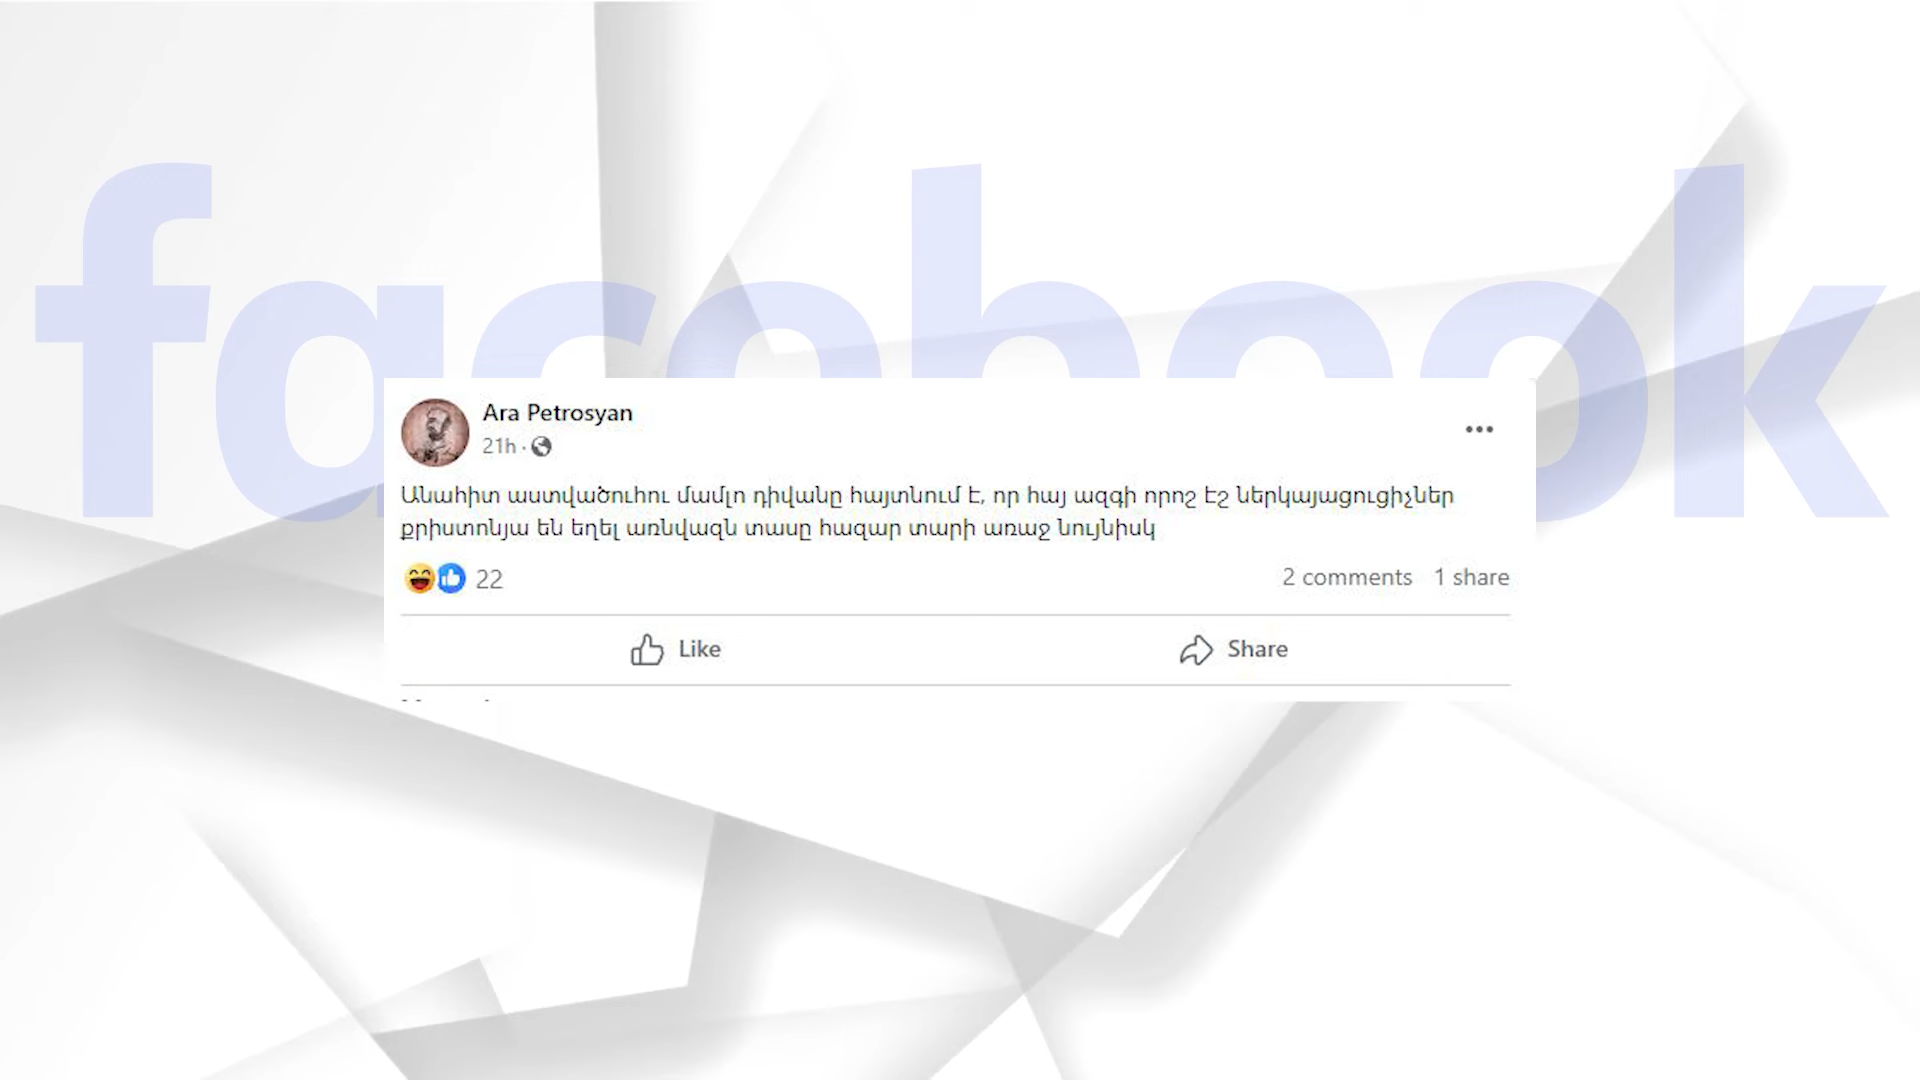 facebook
Ara Petrosyan
21h ·
Անահիտ աստվածուհու մամլո դիվանը հայտնում է, որ հայ ազգի որոշ էշ ներկայացուցիչներ
քրիստոնյա են եղել առնվազն տասը հազար տարի առաջ նույնիսկ
22
2 comments 1 share
Like Share